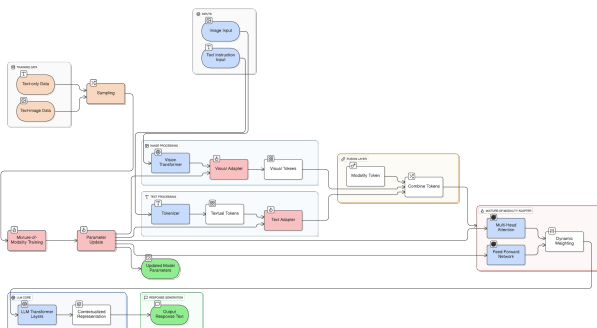 INPUTS
Image Input
Text Instruction
Input
TRAINING DATA
Text-only Data
Text-Image Data
Sampling
IMAGE PROCESSING
Vision
Transformer
Visual Adapter
Visual Tokens
TEXT PROCESSING
Tokenizer
Textual Tokens
Text Adapter
FUSION LAYER
Modality Token
Combine Tokens
Mixture-of-
Modality Training
Parameter
Update
Updated Model
Parameters
MIXTURE-OF-MODALITY ADAPTER
Multi-Head
Attention
Feed-Forward
Network
Dynamic
Weighting
LLM CORE
LLM Transformer
Layers
Contextualized
Representation
RESPONSE GENERATION
Output
Response Text